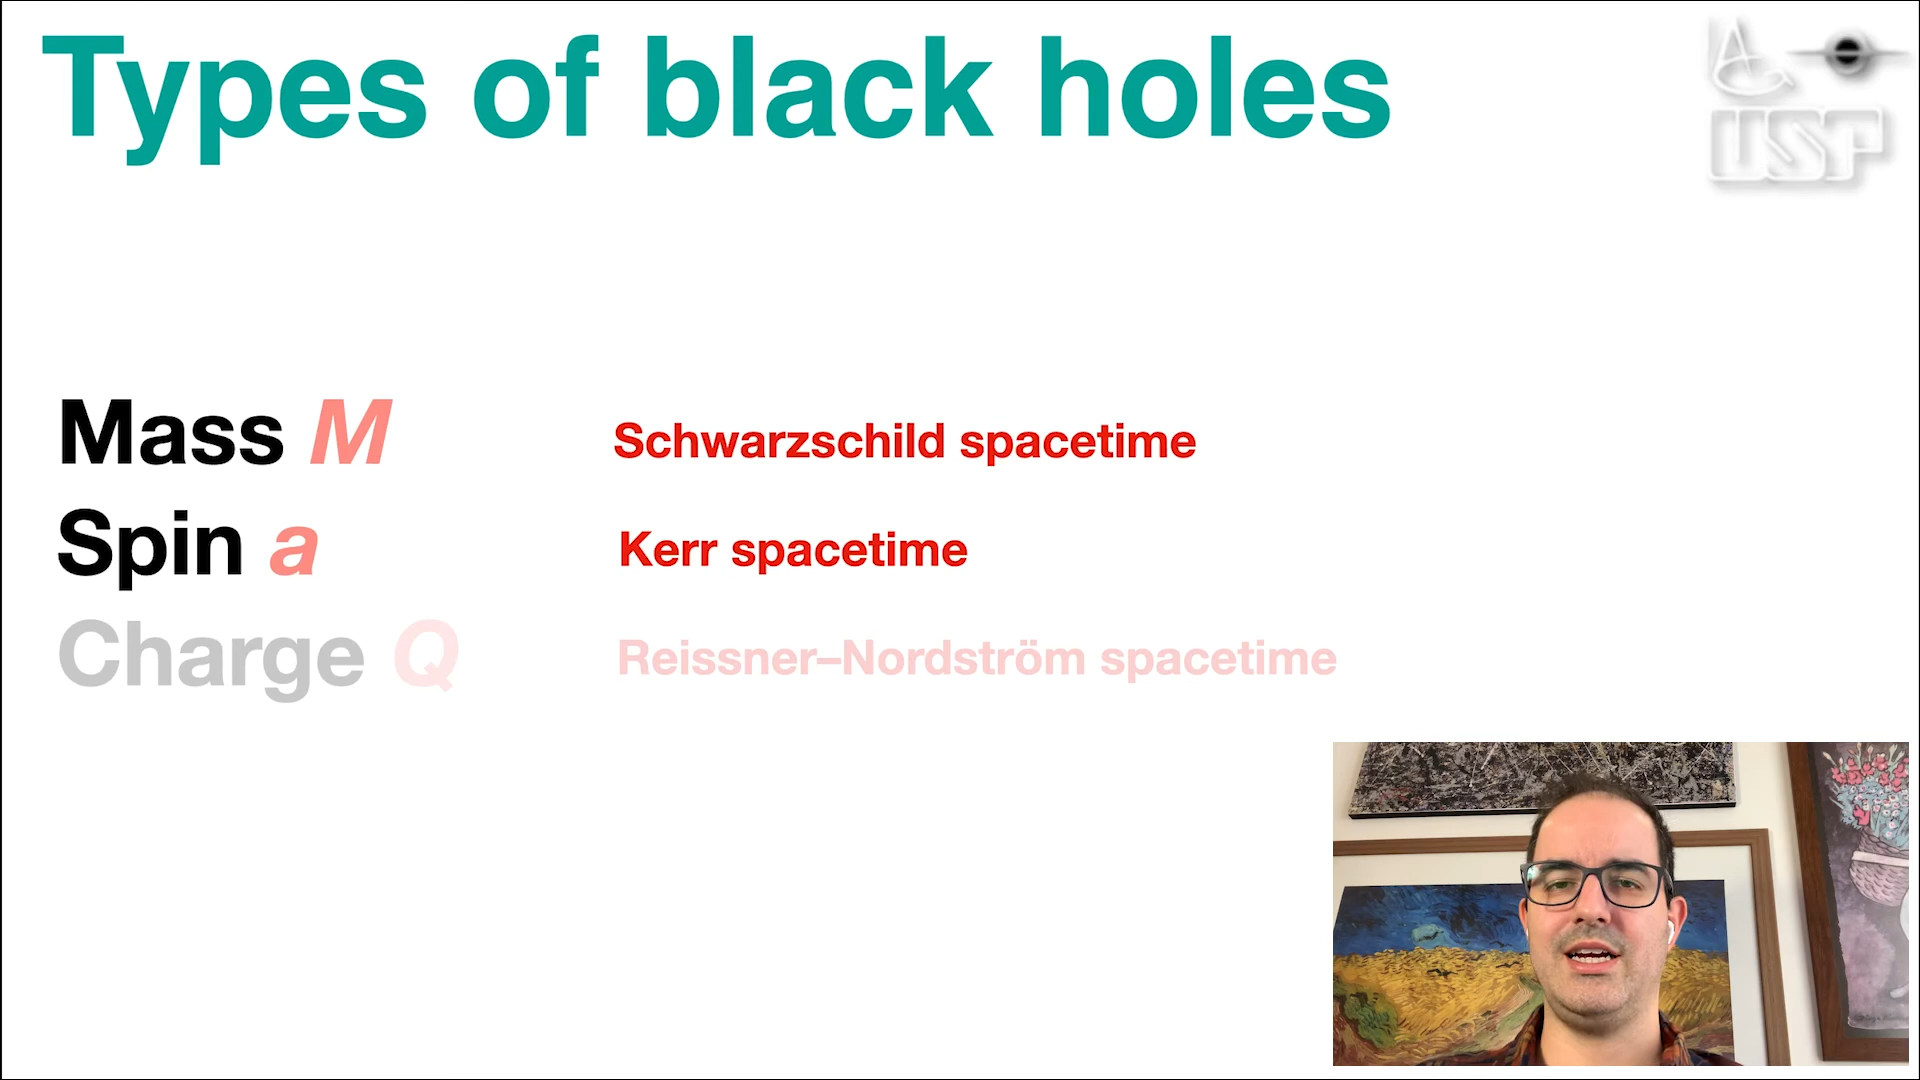 Types of black holes
USP
Mass M
Schwarzschild spacetime
Spin a
Kerr spacetime
Charge Q
Reissner–Nordström spacetime